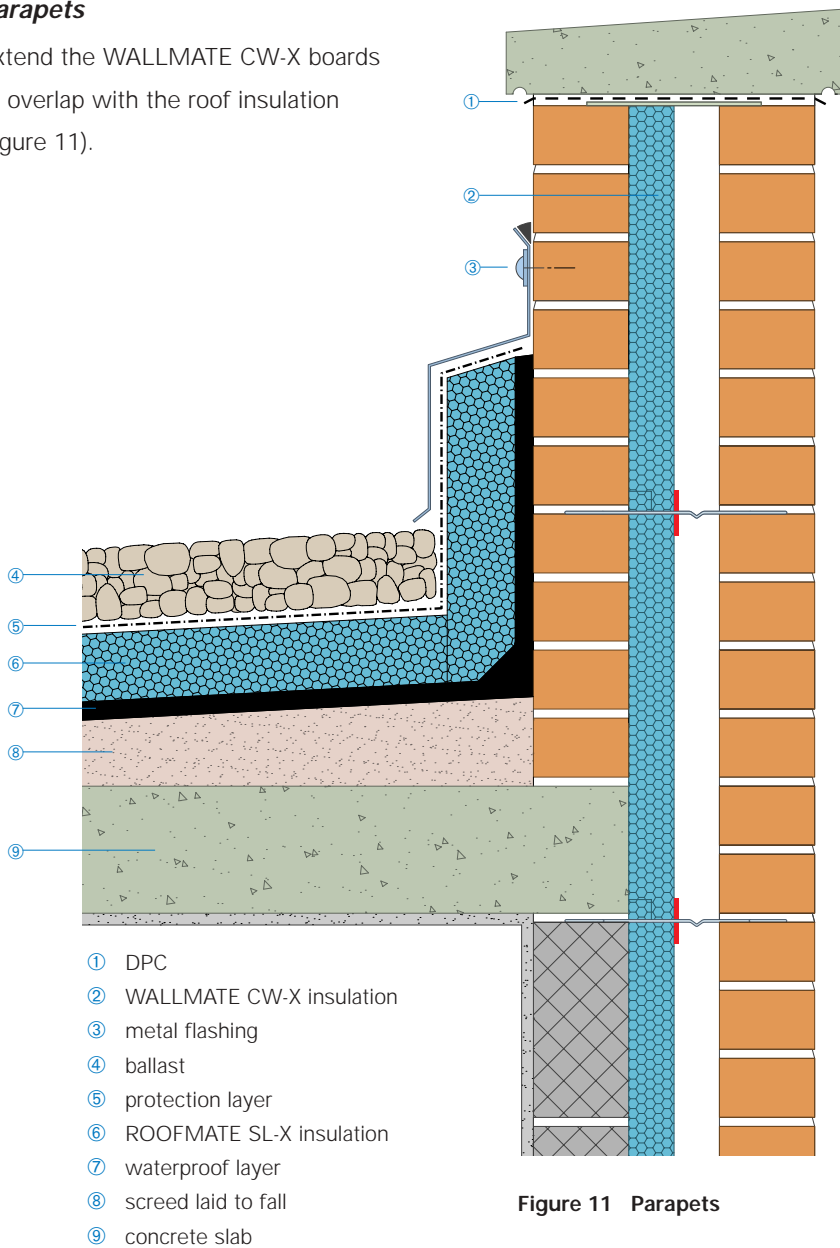 arapets
xtend the WALLMATE CW-X boards
overlap with the roof insulation
gure 11).
①
②
③
④
⑤
⑥
⑦
⑧
⑨
① DPC
② WALLMATE CW-X insulation
③ metal flashing
④ ballast
⑤ protection layer
⑥ ROOFMATE SL-X insulation
⑦ waterproof layer
⑧ screed laid to fall
⑨ concrete slab
Figure 11 Parapets